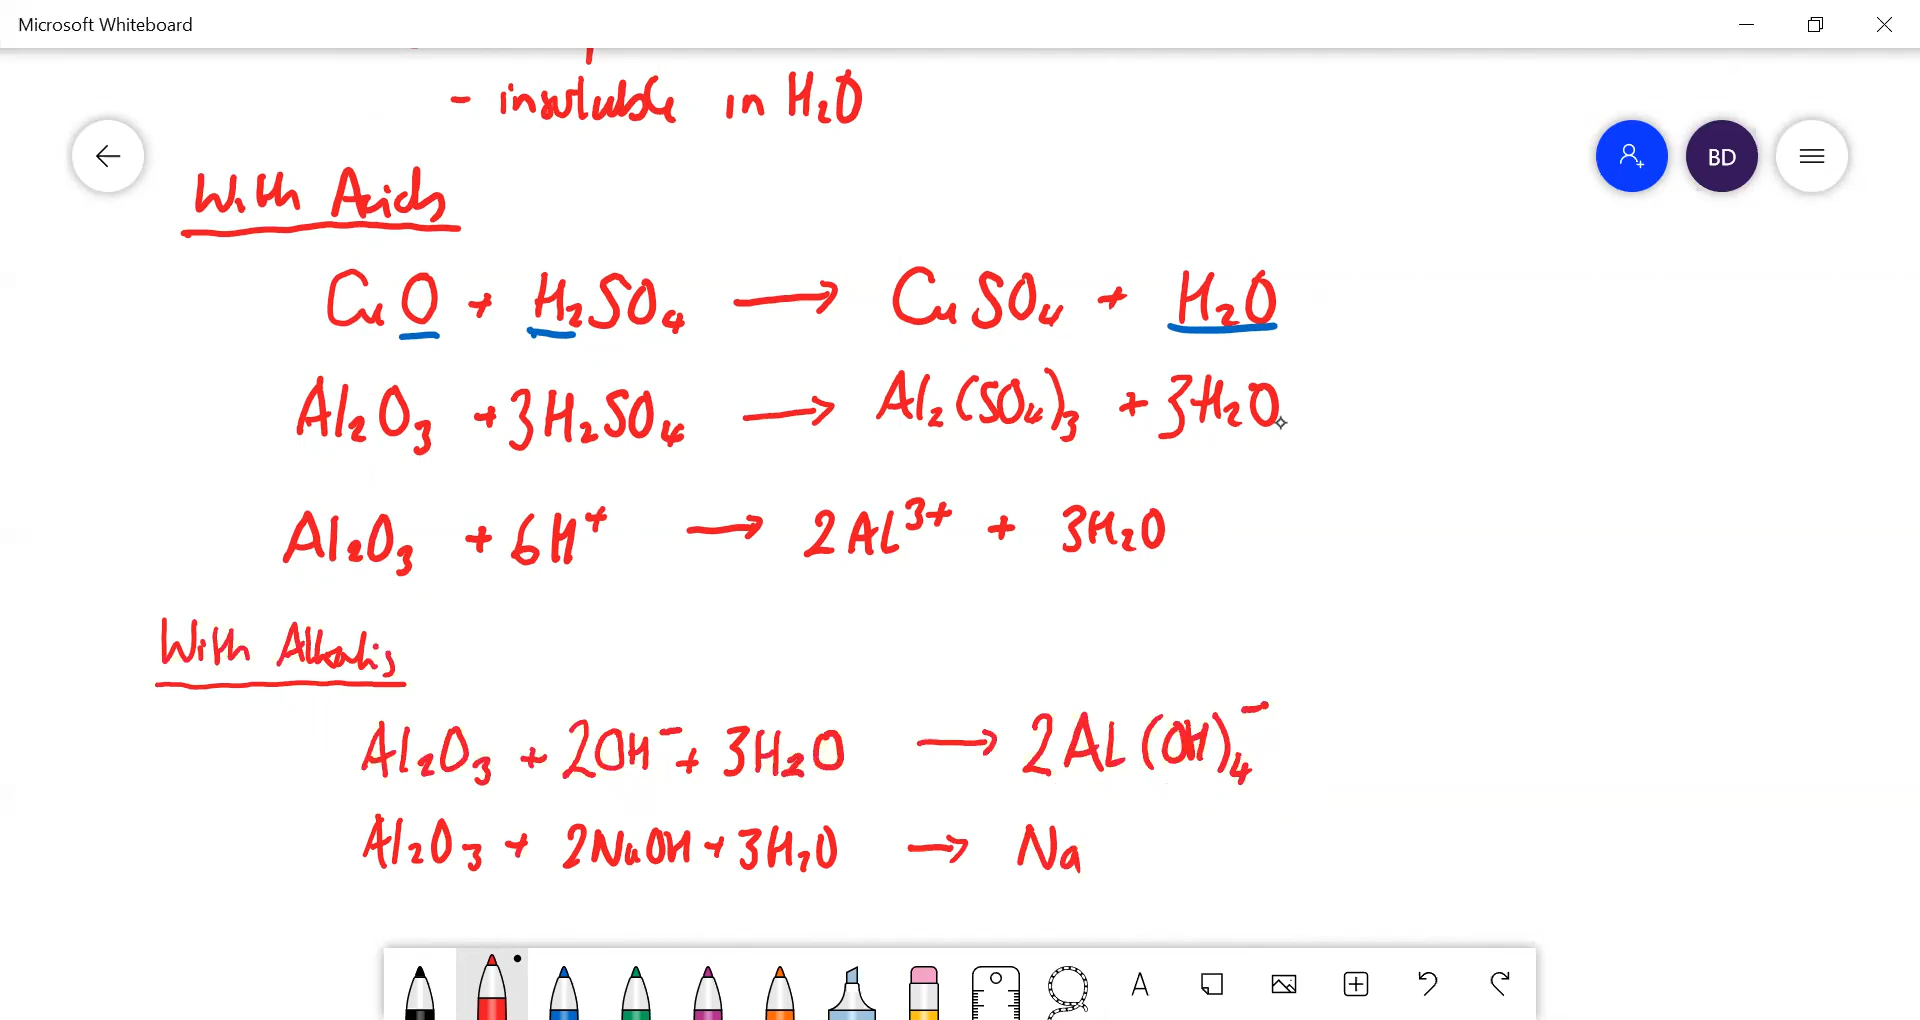 Microsoft Whiteboard
- insoluble in H₂O
BD
With Acids
CuO + H₂SO₄ → CuSO₄ + H₂O
Al₂O₃ + 3H₂SO₄ → Al₂(SO₄)₃ + 3H₂O
Al₂O₃ + 6H⁺ → 2Al³⁺ + 3H₂O
With Alkalis
Al₂O₃ + 2OH⁻ + 3H₂O → 2Al(OH)₄⁻
Al₂O₃ + 2NaOH + 3H₂O → Na